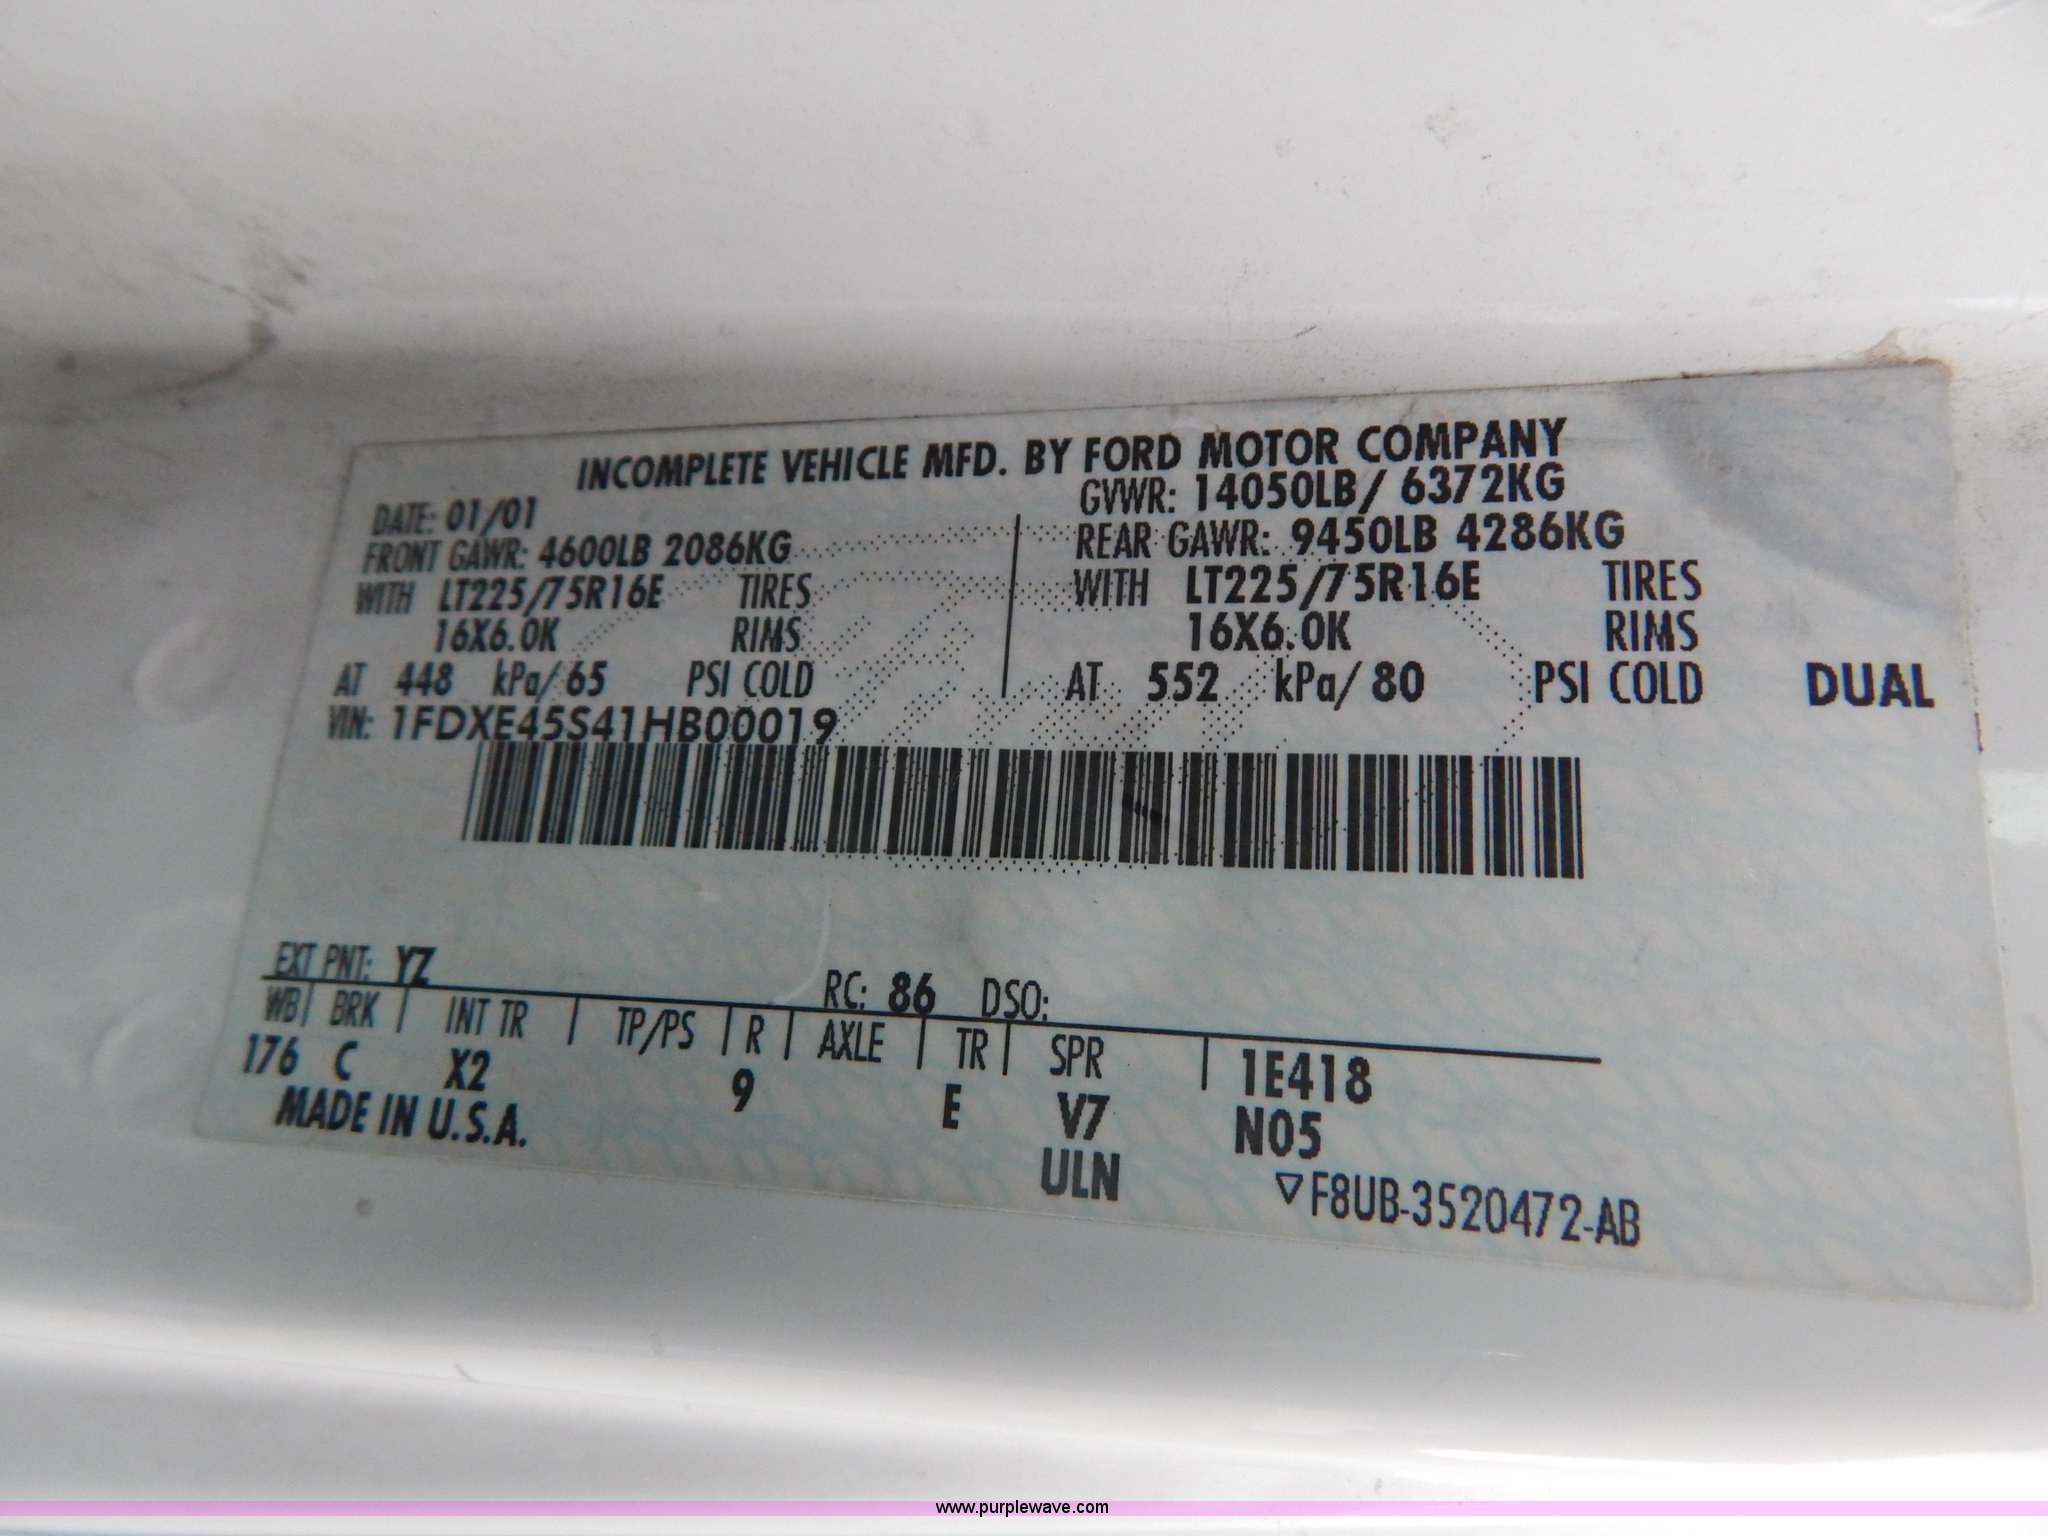 INCOMPLETE VEHICLE MFD. BY FORD MOTOR COMPANY
DATE: 01/01 GVWR: 14050LB/ 6372KG
FRONT GAWR: 4600LB 2086KG REAR GAWR: 9450LB 4286KG
WITH LT225/75R16E TIRES WITH LT225/75R16E TIRES
16X6.0K RIMS 16X6.0K RIMS
AT 448 kPa/ 65 PSI COLD AT 552 kPa/ 80 PSI COLD DUAL
VIN: 1FDXE45S41HB00019
EXT PNT: YZ RC: 86 DSO:
WB | BRK | INT TR | TP/PS | R | AXLE | TR | SPR | 1E418
176 C X2 9 E V7 N05
MADE IN U.S.A. ULN
▽F8UB-3520472-AB
www.purplewave.com